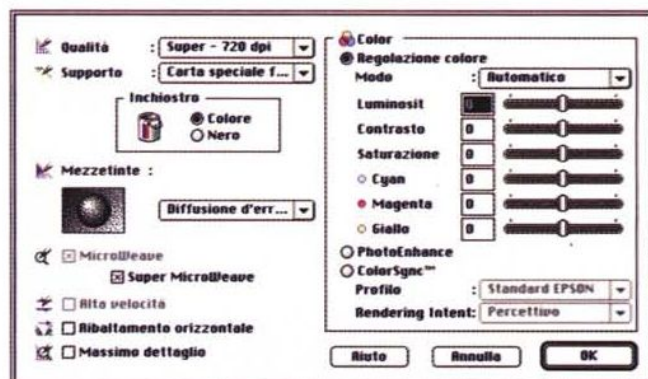 Qualità : Super - 720 dpi
Supporto : Carta speciale f...
Inchiostro
Colore
Nero
Mezzetinte :
Diffusione d'err...
MicroWeave
Super MicroWeave
Alta velocità
Ribaltamento orizzontale
Massimo dettaglio
Color
Regolazione colore
Modo : Automatico
Luminosit 0
Contrasto 0
Saturazione 0
Cyan 0
Magenta 0
Giallo 0
PhotoEnhance
ColorSync™
Profilo : Standard EPSON
Rendering Intent: Percettivo
Aiuto
Annulla
OK